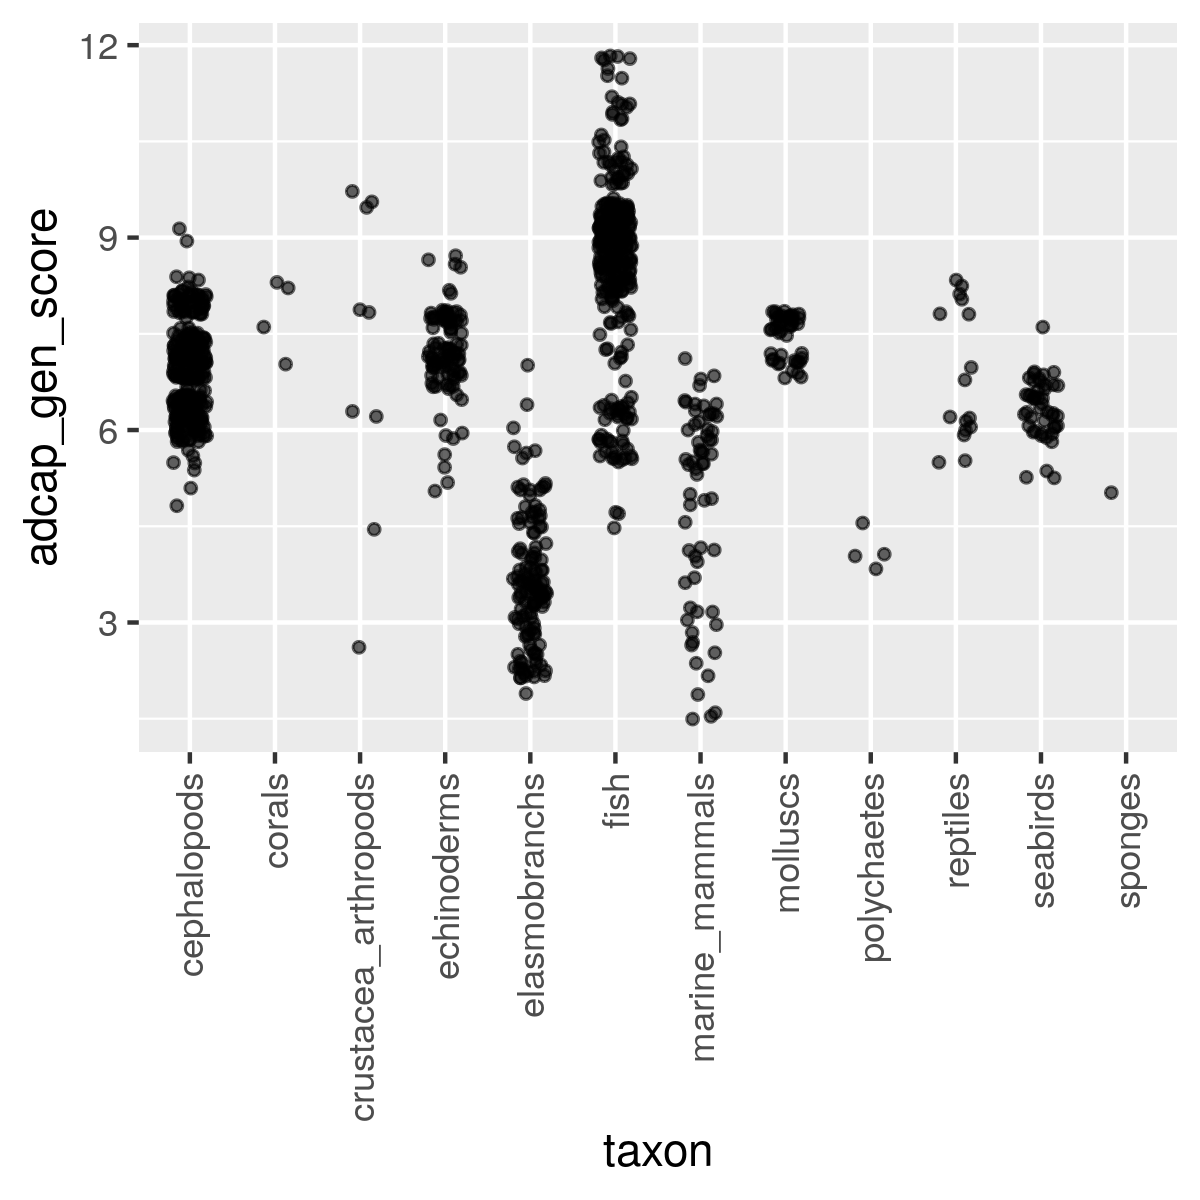 adcap_gen_score
12
9
6
3
cephalopods
corals
crustacea_arthropods
echinoderms
elasmobranchs
fish
marine_mammals
molluscs
polychaetes
reptiles
seabirds
sponges
taxon